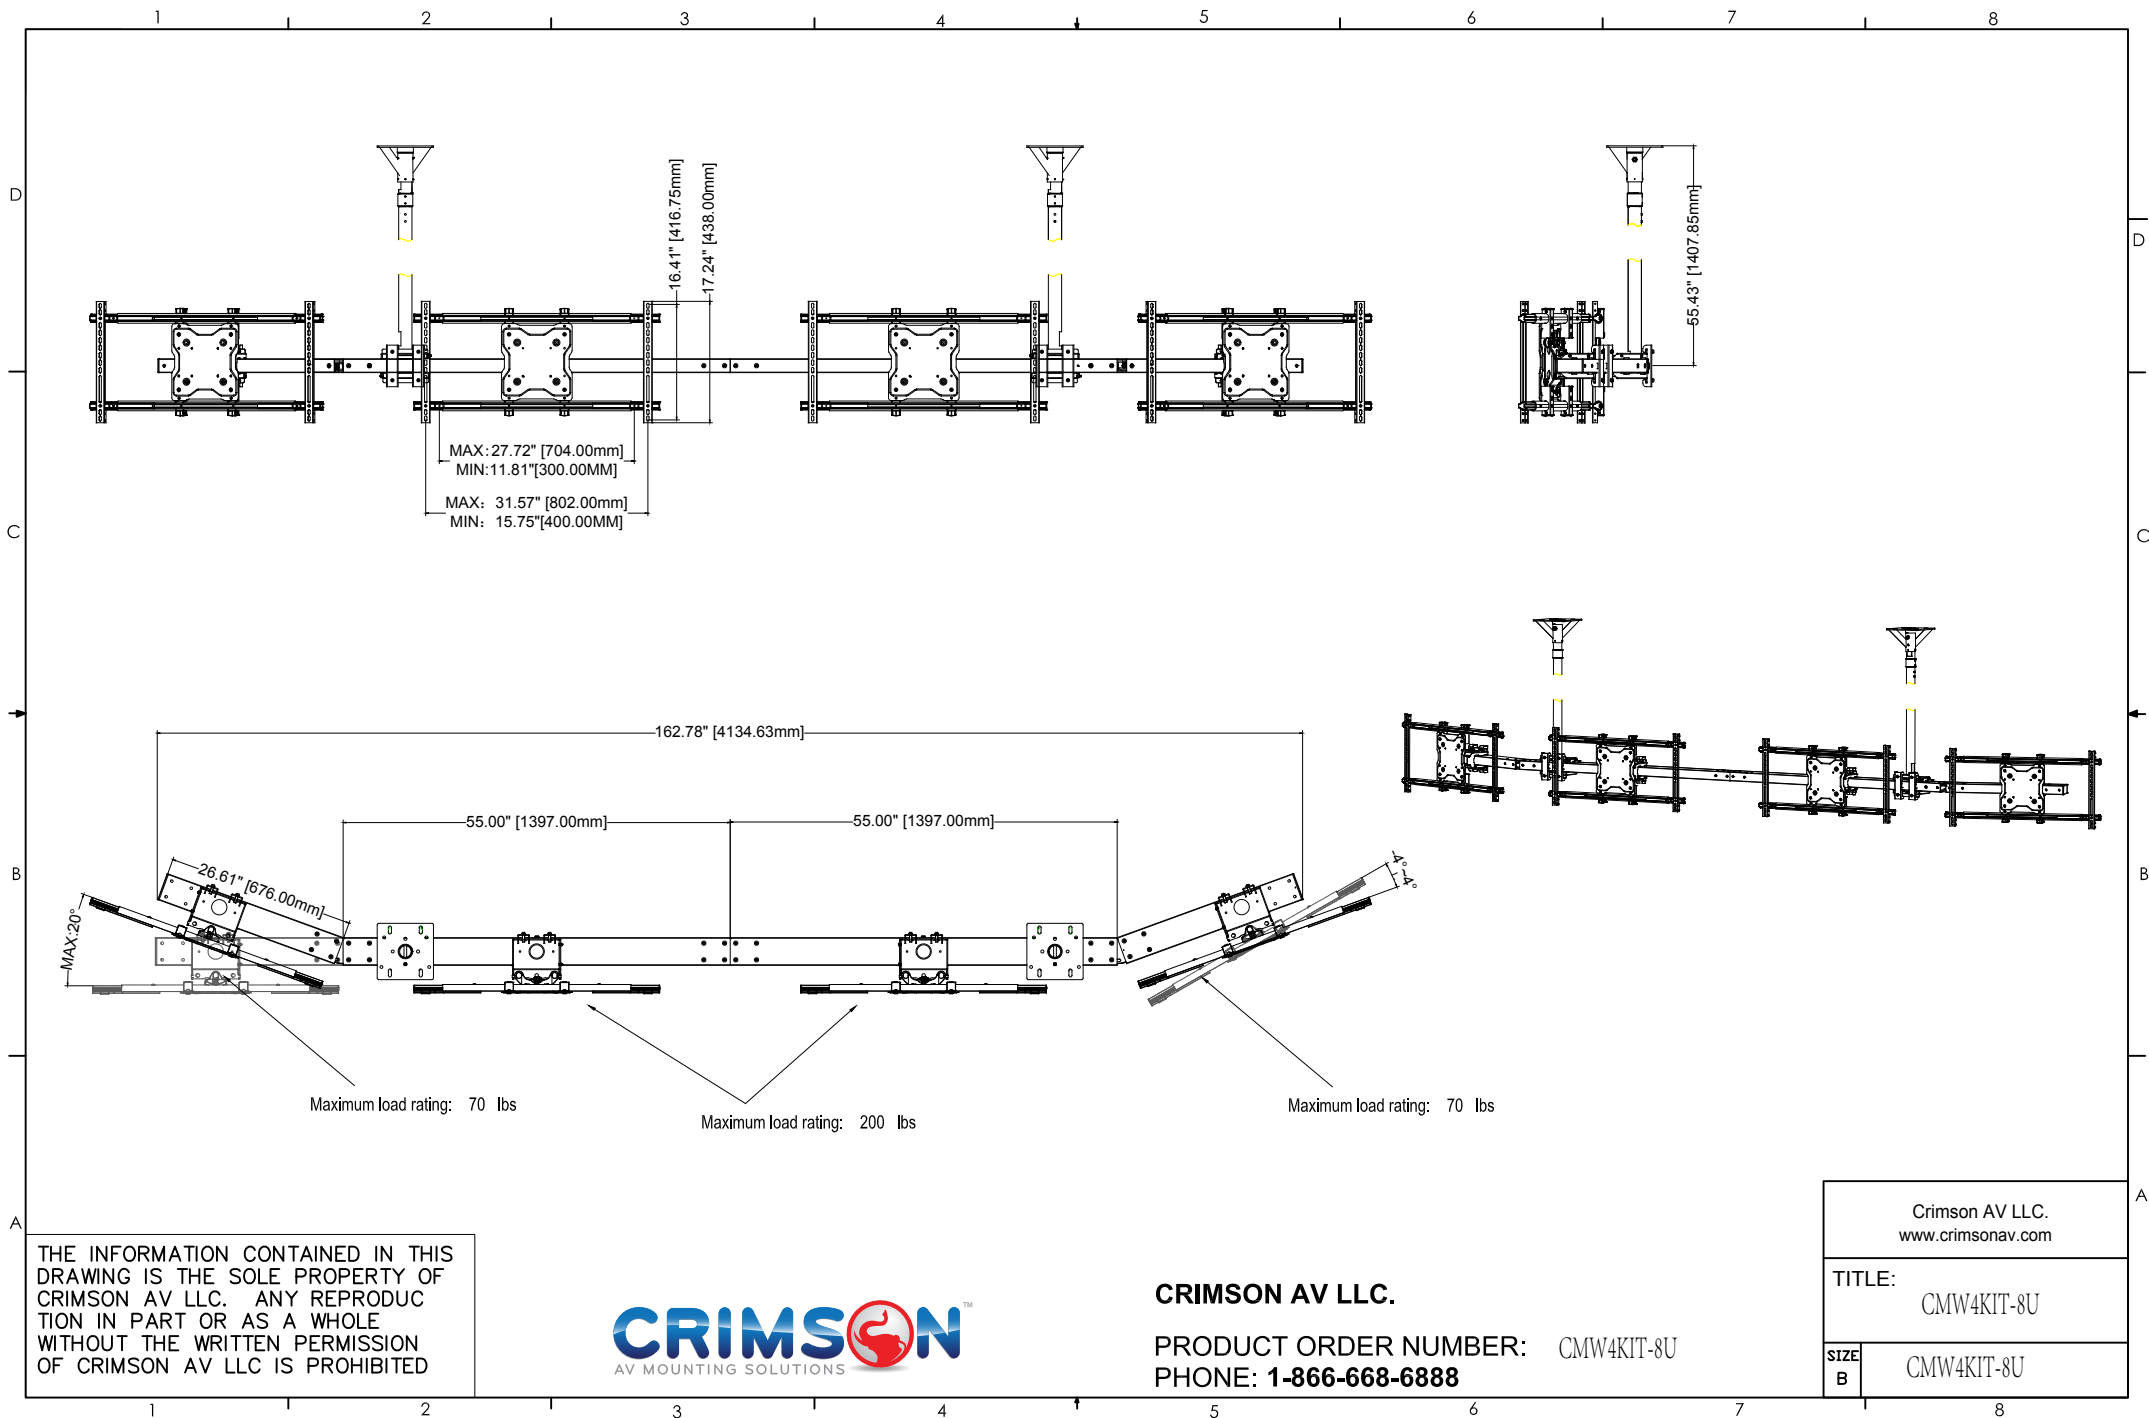 1 2 3 4 5 6 7 8
D
D
16.41" [416.75mm]
17.24" [438.00mm]
55.43" [1407.85mm]
MAX:27.72" [704.00mm]
MIN:11.81"[300.00MM]
MAX: 31.57" [802.00mm]
MIN: 15.75"[400.00MM]
C
C
162.78" [4134.63mm]
55.00" [1397.00mm]
55.00" [1397.00mm]
B
B
26.61" [676.00mm]
MAX:20°
-4°~4°
Maximum load rating: 70 lbs
Maximum load rating: 200 lbs
Maximum load rating: 70 lbs
A
A
THE INFORMATION CONTAINED IN THIS
DRAWING IS THE SOLE PROPERTY OF
CRIMSON AV LLC. ANY REPRODUC
TION IN PART OR AS A WHOLE
WITHOUT THE WRITTEN PERMISSION
OF CRIMSON AV LLC IS PROHIBITED
CRIMSON™
AV MOUNTING SOLUTIONS
CRIMSON AV LLC.
PRODUCT ORDER NUMBER: CMW4KIT-8U
PHONE: 1-866-668-6888
Crimson AV LLC.
www.crimsonav.com
TITLE:
CMW4KIT-8U
SIZE
B
CMW4KIT-8U
1 2 3 4 5 6 7 8